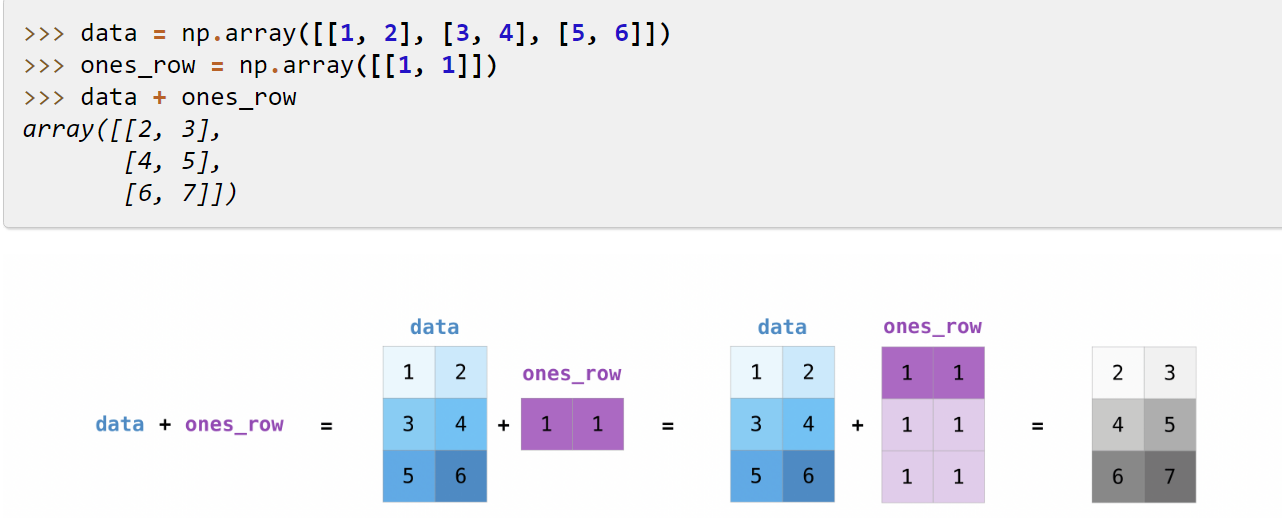 >>> data = np.array([[1, 2], [3, 4], [5, 6]])
>>> ones_row = np.array([[1, 1]])
>>> data + ones_row
array([[2, 3],
       [4, 5],
       [6, 7]])
data data ones_row
1 2 ones_row 1 2 1 1 2 3
data + ones_row = 3 4 + 1 1 = 3 4 + 1 1 = 4 5
5 6 5 6 1 1 6 7